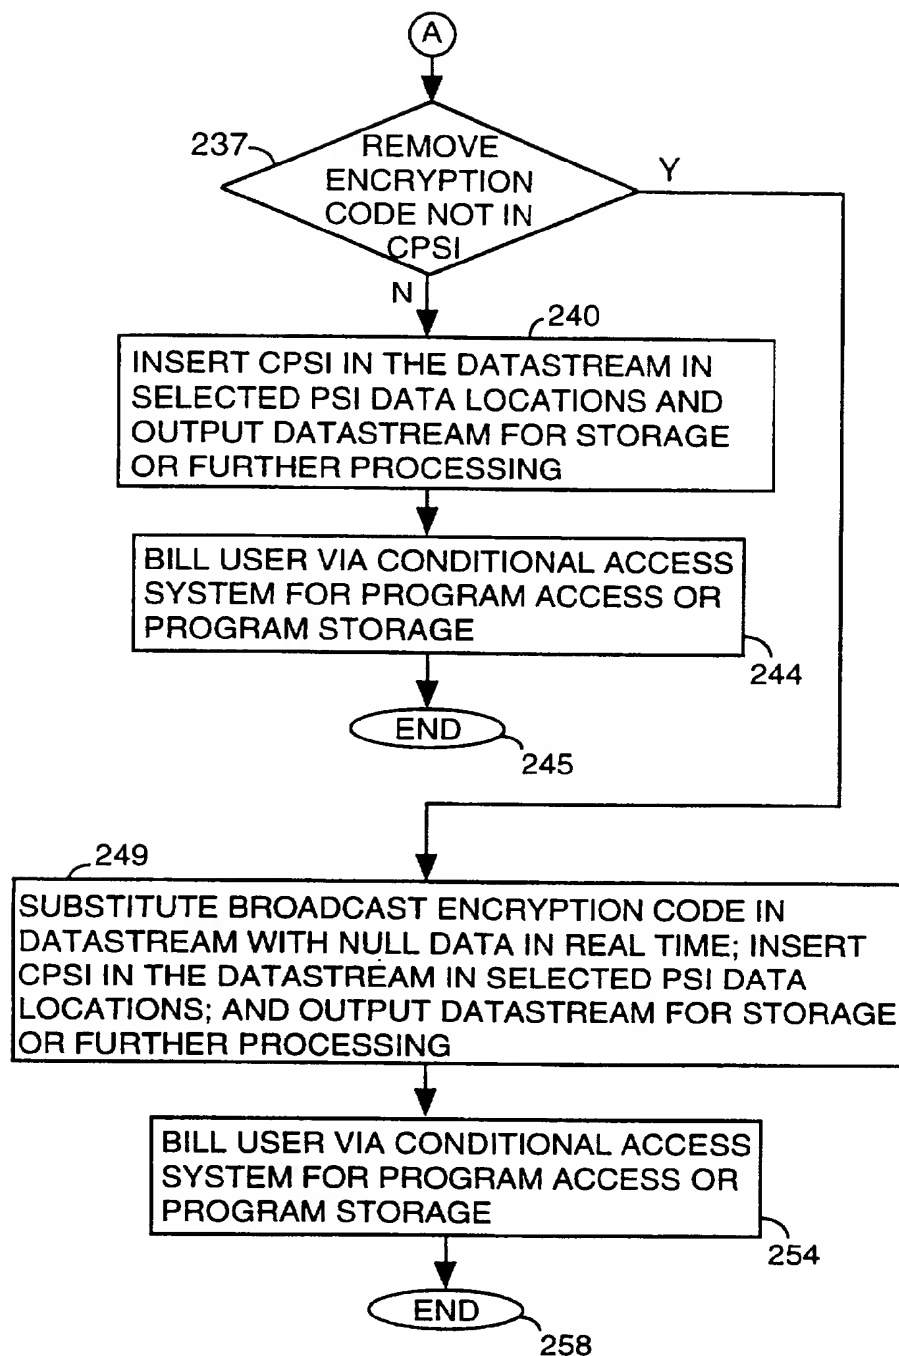 A
237
REMOVE
ENCRYPTION
CODE NOT IN
CPSI
Y
N
240
INSERT CPSI IN THE DATASTREAM IN
SELECTED PSI DATA LOCATIONS AND
OUTPUT DATASTREAM FOR STORAGE
OR FURTHER PROCESSING
BILL USER VIA CONDITIONAL ACCESS
SYSTEM FOR PROGRAM ACCESS OR
PROGRAM STORAGE
244
END
245
249
SUBSTITUTE BROADCAST ENCRYPTION CODE IN
DATASTREAM WITH NULL DATA IN REAL TIME; INSERT
CPSI IN THE DATASTREAM IN SELECTED PSI DATA
LOCATIONS; AND OUTPUT DATASTREAM FOR STORAGE
OR FURTHER PROCESSING
BILL USER VIA CONDITIONAL ACCESS
SYSTEM FOR PROGRAM ACCESS OR
PROGRAM STORAGE
254
END
258